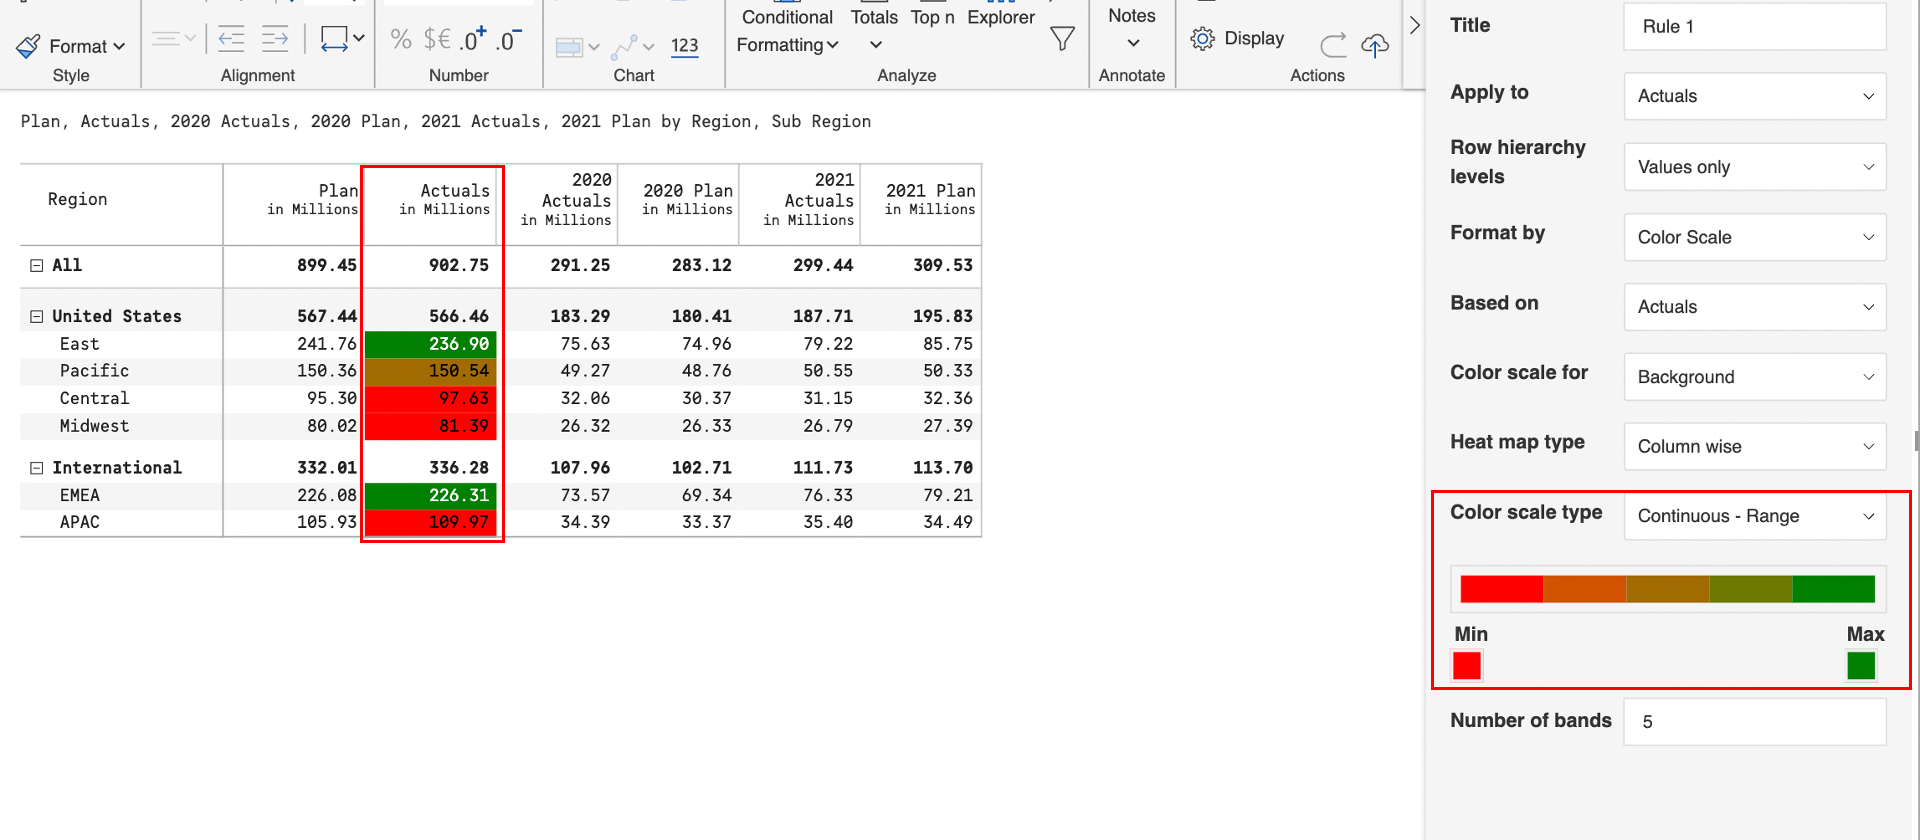 Conditional Formatting
Totals
Top n
Explorer
Notes
Format
% $€ .0+ .0−
123
Display
Style
Alignment
Number
Chart
Analyze
Annotate
Actions
Plan, Actuals, 2020 Actuals, 2020 Plan, 2021 Actuals, 2021 Plan by Region, Sub Region
Region
Plan in Millions
Actuals in Millions
2020 Actuals in Millions
2020 Plan in Millions
2021 Actuals in Millions
2021 Plan in Millions
All 899.45 902.75 291.25 283.12 299.44 309.53
United States 567.44 566.46 183.29 180.41 187.71 195.83
East 241.76 236.90 75.63 74.96 79.22 85.75
Pacific 150.36 150.54 49.27 48.76 50.55 50.33
Central 95.30 97.63 32.06 30.37 31.15 32.36
Midwest 80.02 81.39 26.32 26.33 26.79 27.39
International 332.01 336.28 107.96 102.71 111.73 113.70
EMEA 226.08 226.31 73.57 69.34 76.33 79.21
APAC 105.93 109.97 34.39 33.37 35.40 34.49
Title Rule 1
Apply to Actuals
Row hierarchy levels Values only
Format by Color Scale
Based on Actuals
Color scale for Background
Heat map type Column wise
Color scale type Continuous - Range
Min Max
Number of bands 5